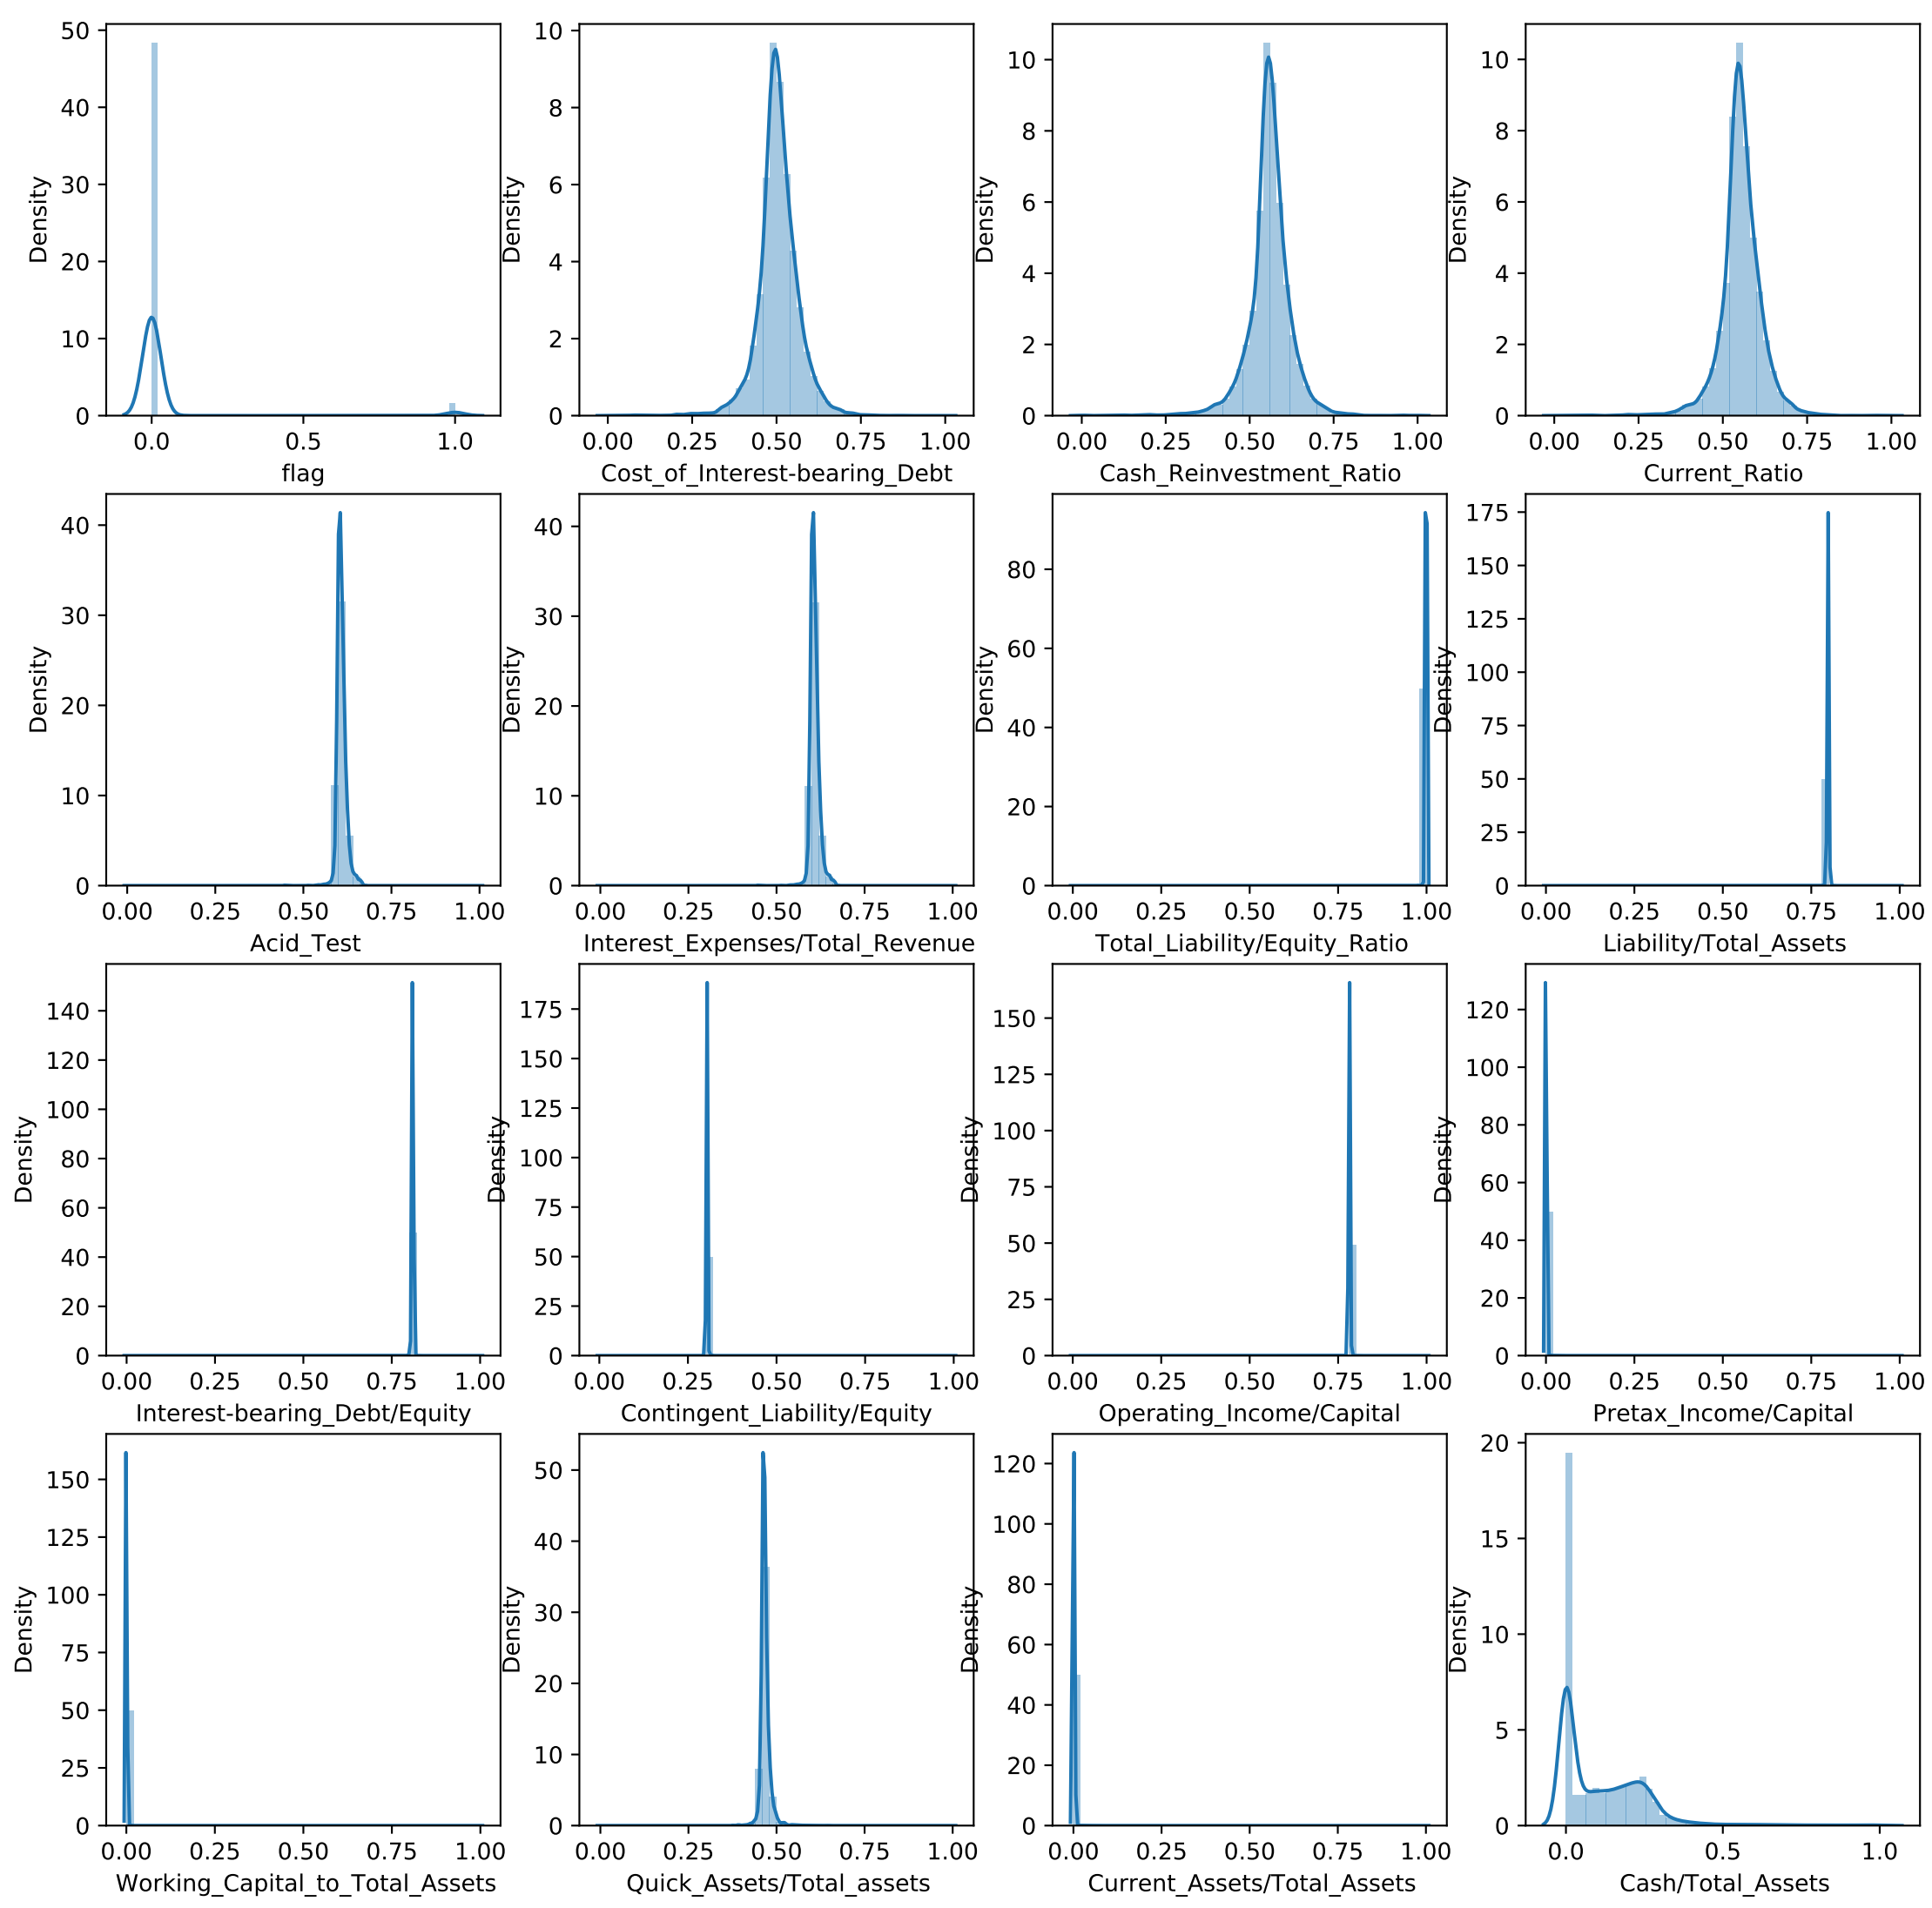 50
40
30
20
10
0
Density
0.0 0.5 1.0
flag
10
8
6
4
2
0
Density
0.00 0.25 0.50 0.75 1.00
Cost_of_Interest-bearing_Debt
10
8
6
4
2
0
Density
0.00 0.25 0.50 0.75 1.00
Cash_Reinvestment_Ratio
10
8
6
4
2
0
Density
0.00 0.25 0.50 0.75 1.00
Current_Ratio
40
30
20
10
0
Density
0.00 0.25 0.50 0.75 1.00
Acid_Test
40
30
20
10
0
Density
0.00 0.25 0.50 0.75 1.00
Interest_Expenses/Total_Revenue
80
60
40
20
0
Density
0.00 0.25 0.50 0.75 1.00
Total_Liability/Equity_Ratio
175
150
125
100
75
50
25
0
Density
0.00 0.25 0.50 0.75 1.00
Liability/Total_Assets
140
120
100
80
60
40
20
0
Density
0.00 0.25 0.50 0.75 1.00
Interest-bearing_Debt/Equity
175
150
125
100
75
50
25
0
Density
0.00 0.25 0.50 0.75 1.00
Contingent_Liability/Equity
150
125
100
75
50
25
0
Density
0.00 0.25 0.50 0.75 1.00
Operating_Income/Capital
120
100
80
60
40
20
0
Density
0.00 0.25 0.50 0.75 1.00
Pretax_Income/Capital
150
125
100
75
50
25
0
Density
0.00 0.25 0.50 0.75 1.00
Working_Capital_to_Total_Assets
50
40
30
20
10
0
Density
0.00 0.25 0.50 0.75 1.00
Quick_Assets/Total_assets
120
100
80
60
40
20
0
Density
0.00 0.25 0.50 0.75 1.00
Current_Assets/Total_Assets
20
15
10
5
0
Density
0.0 0.5 1.0
Cash/Total_Assets